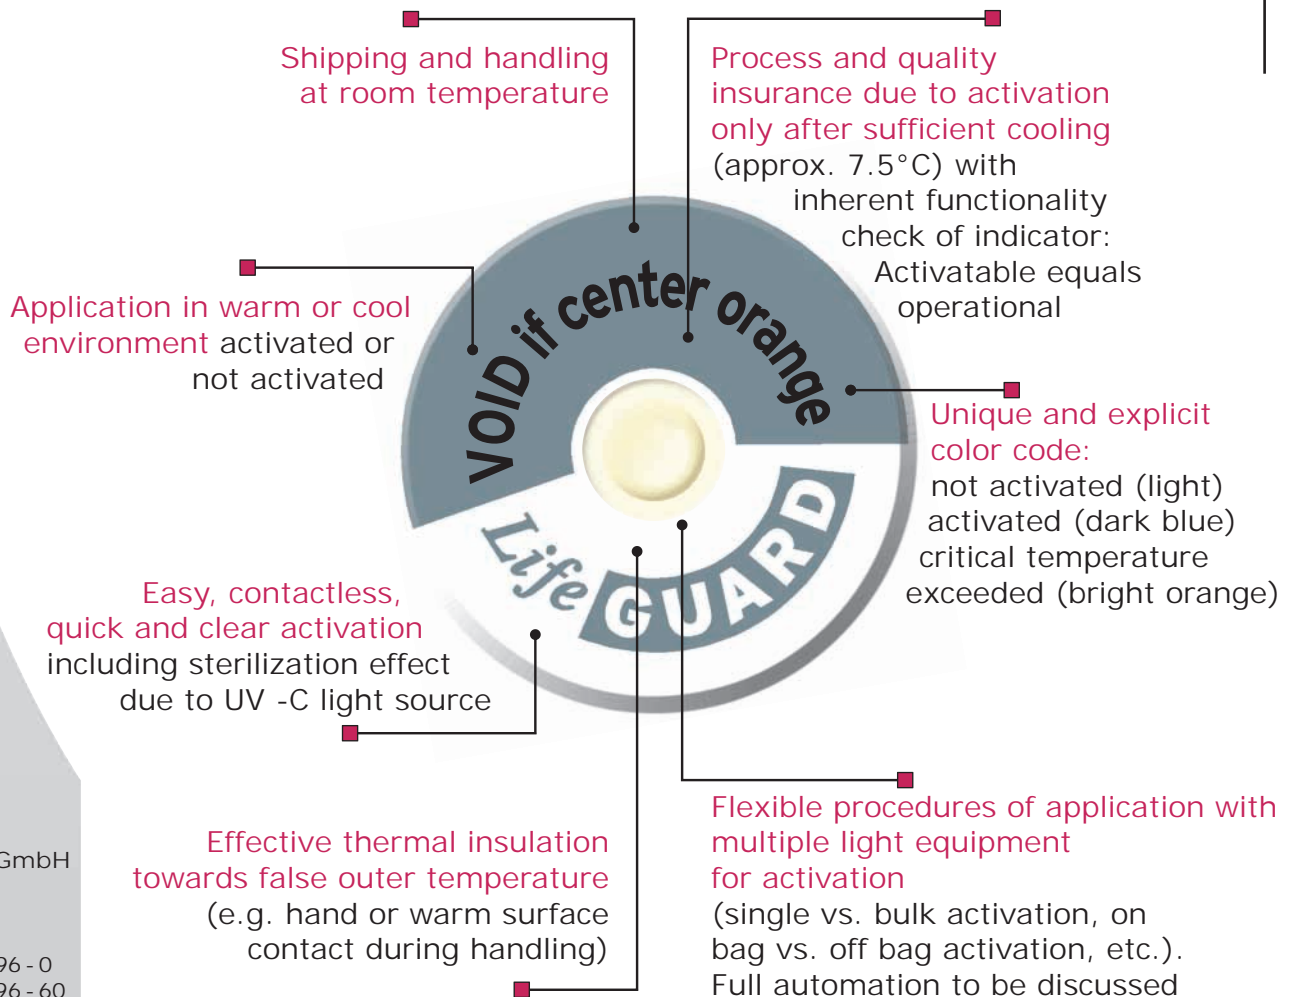 Shipping and handling
at room temperature
Process and quality
insurance due to activation
only after sufficient cooling
(approx. 7.5°C) with
inherent functionality
check of indicator:
Activatable equals
operational
Application in warm or cool
environment activated or
not activated
VOID if center orange
Life GUARD
Unique and explicit
color code:
not activated (light)
activated (dark blue)
critical temperature
exceeded (bright orange)
Easy, contactless,
quick and clear activation
including sterilization effect
due to UV -C light source
Effective thermal insulation
towards false outer temperature
(e.g. hand or warm surface
contact during handling)
Flexible procedures of application with
multiple light equipment
for activation
(single vs. bulk activation, on
bag vs. off bag activation, etc.).
Full automation to be discussed
GmbH
96 - 0
96 - 60